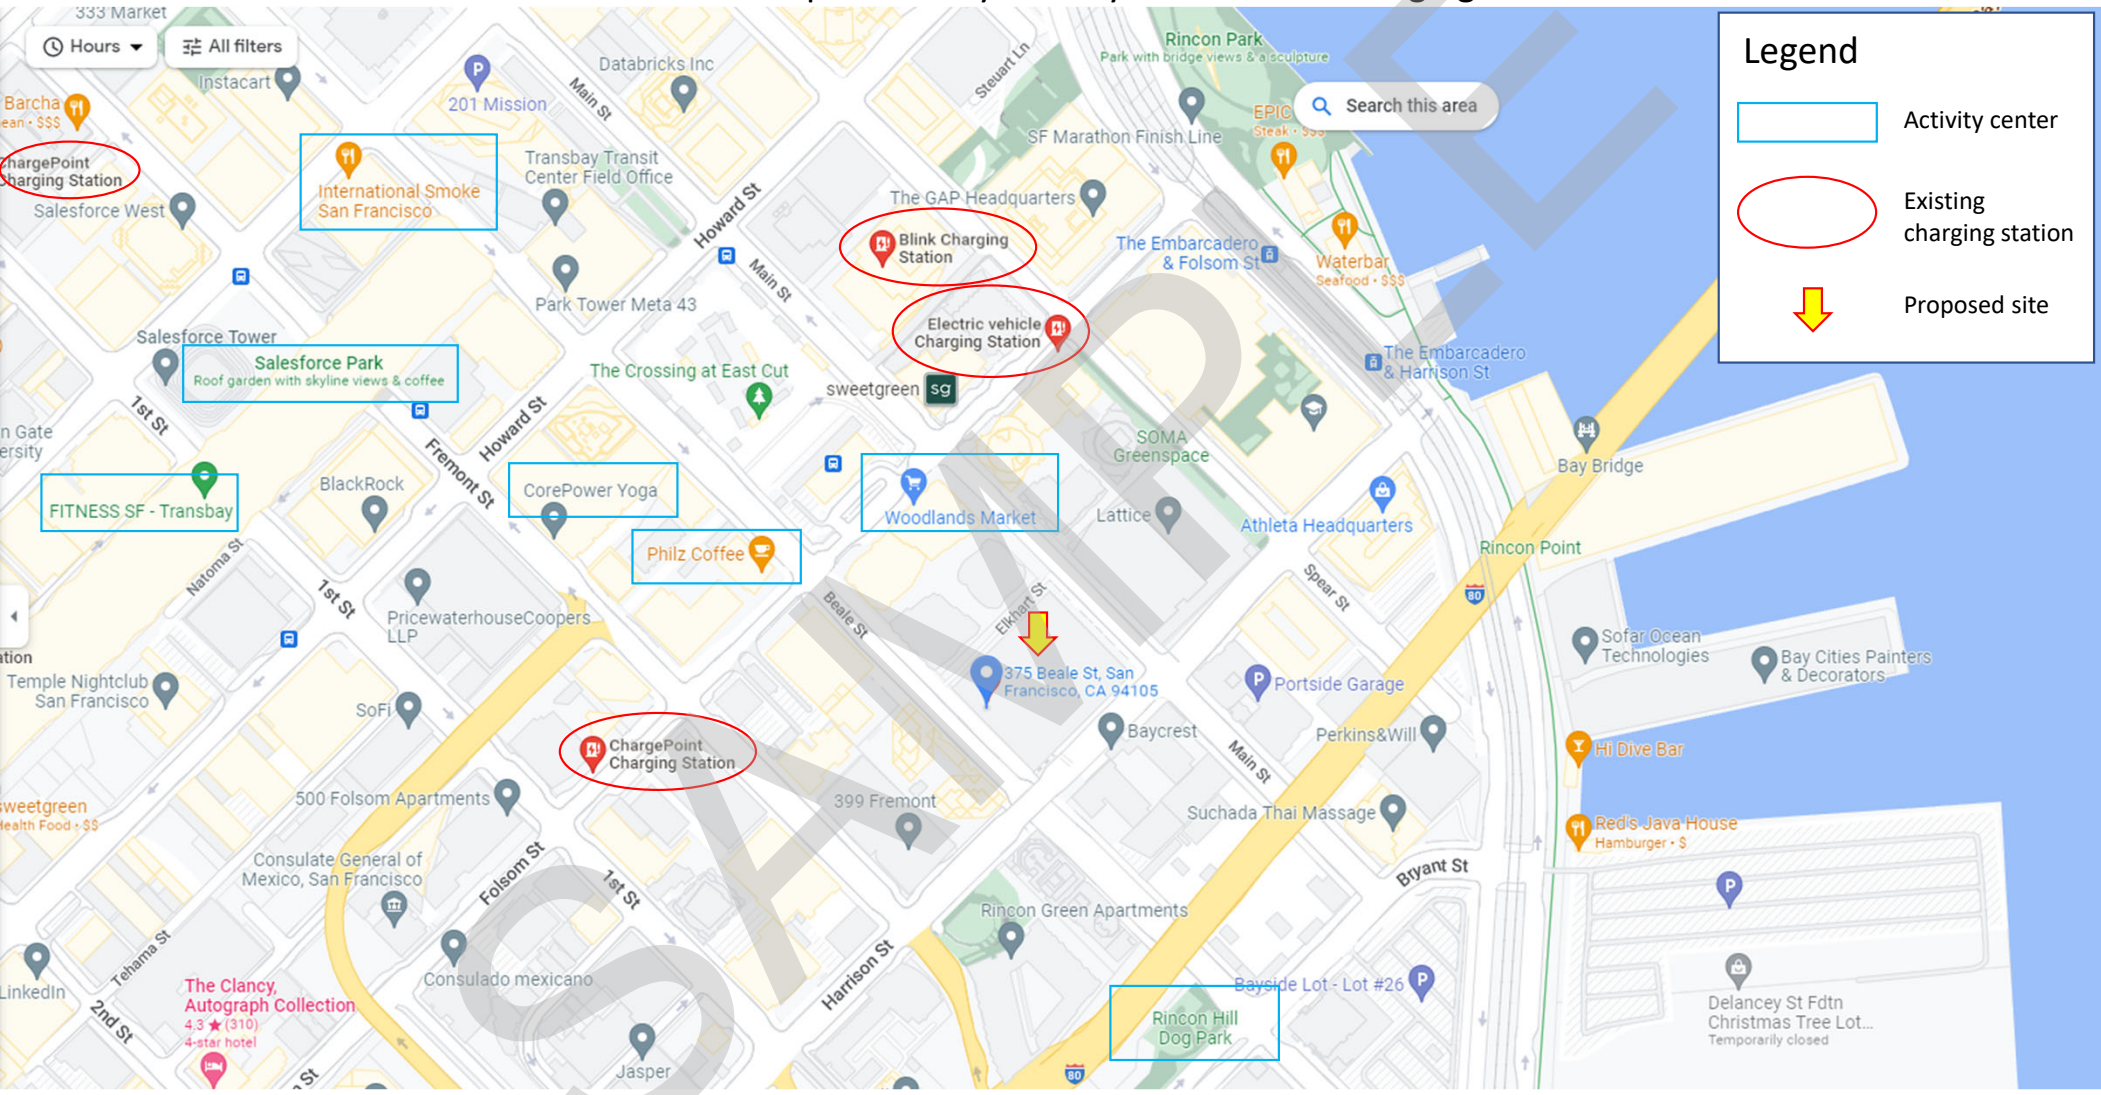 333 Market
Hours
All filters
Instacart
201 Mission
Main St
Databricks Inc
Steuart Ln
Rincon Park
Park with bridge views & a sculpture
EPIC
Steak · $$$
Search this area
SF Marathon Finish Line
Legend
Activity center
Existing
charging station
Proposed site
Barcha
ean · $$$
ChargePoint
Charging Station
Salesforce West
International Smoke
San Francisco
Transbay Transit
Center Field Office
Howard St
The GAP Headquarters
Blink Charging
Station
The Embarcadero
& Folsom St
Waterbar
Seafood · $$$
Main St
Park Tower Meta 43
Electric vehicle
Charging Station
The Embarcadero
& Harrison St
Salesforce Tower
Salesforce Park
Roof garden with skyline views & coffee
The Crossing at East Cut
sweetgreen
sg
1st St
Howard St
n Gate
ersity
Fremont St
SOMA
Greenspace
Bay Bridge
BlackRock
CorePower Yoga
FITNESS SF - Transbay
Woodlands Market
Lattice
Athleta Headquarters
Philz Coffee
Rincon Point
Natoma St
1st St
PricewaterhouseCoopers
LLP
Beale St
Elkhart St
Spear St
80
Sofar Ocean
Technologies
Bay Cities Painters
& Decorators
ation
Temple Nightclub
San Francisco
SoFi
375 Beale St, San
Francisco, CA 94105
Portside Garage
Baycrest
Perkins&Will
ChargePoint
Charging Station
Main St
Hi Dive Bar
500 Folsom Apartments
399 Fremont
Suchada Thai Massage
sweetgreen
Health Food · $$
Red's Java House
Hamburger · $
Consulate General of
Mexico, San Francisco
Folsom St
1st St
Bryant St
Rincon Green Apartments
Tehama St
LinkedIn
The Clancy,
Autograph Collection
4.3 ★ (310)
4-star hotel
Consulado mexicano
Harrison St
Bayside Lot - Lot #26
2nd St
Rincon Hill
Dog Park
Delancey St Fdtn
Christmas Tree Lot...
Temporarily closed
Jasper
80
St
SAMPLE